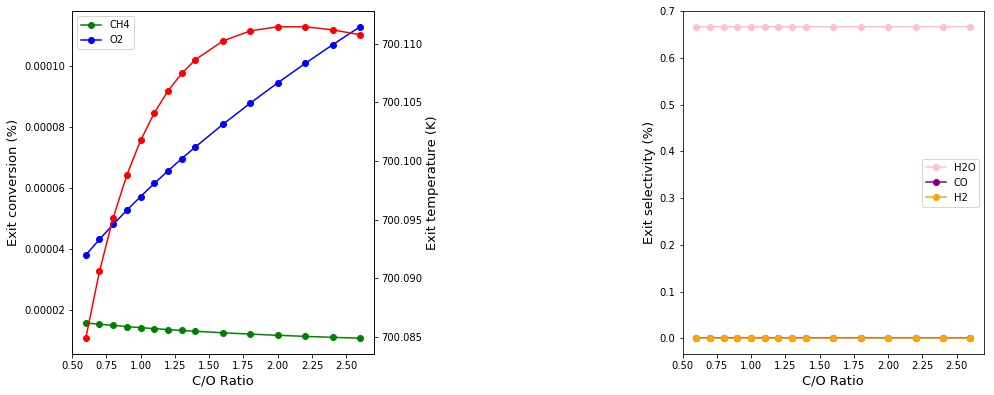 CH4
O2
0.00010
0.00008
0.00006
0.00004
0.00002
Exit conversion (%)
0.50 0.75 1.00 1.25 1.50 1.75 2.00 2.25 2.50
C/O Ratio
700.110
700.105
700.100
700.095
700.090
700.085
Exit temperature (K)
0.7
0.6
0.5
0.4
0.3
0.2
0.1
0.0
Exit selectivity (%)
H2O
CO
H2
0.50 0.75 1.00 1.25 1.50 1.75 2.00 2.25 2.50
C/O Ratio